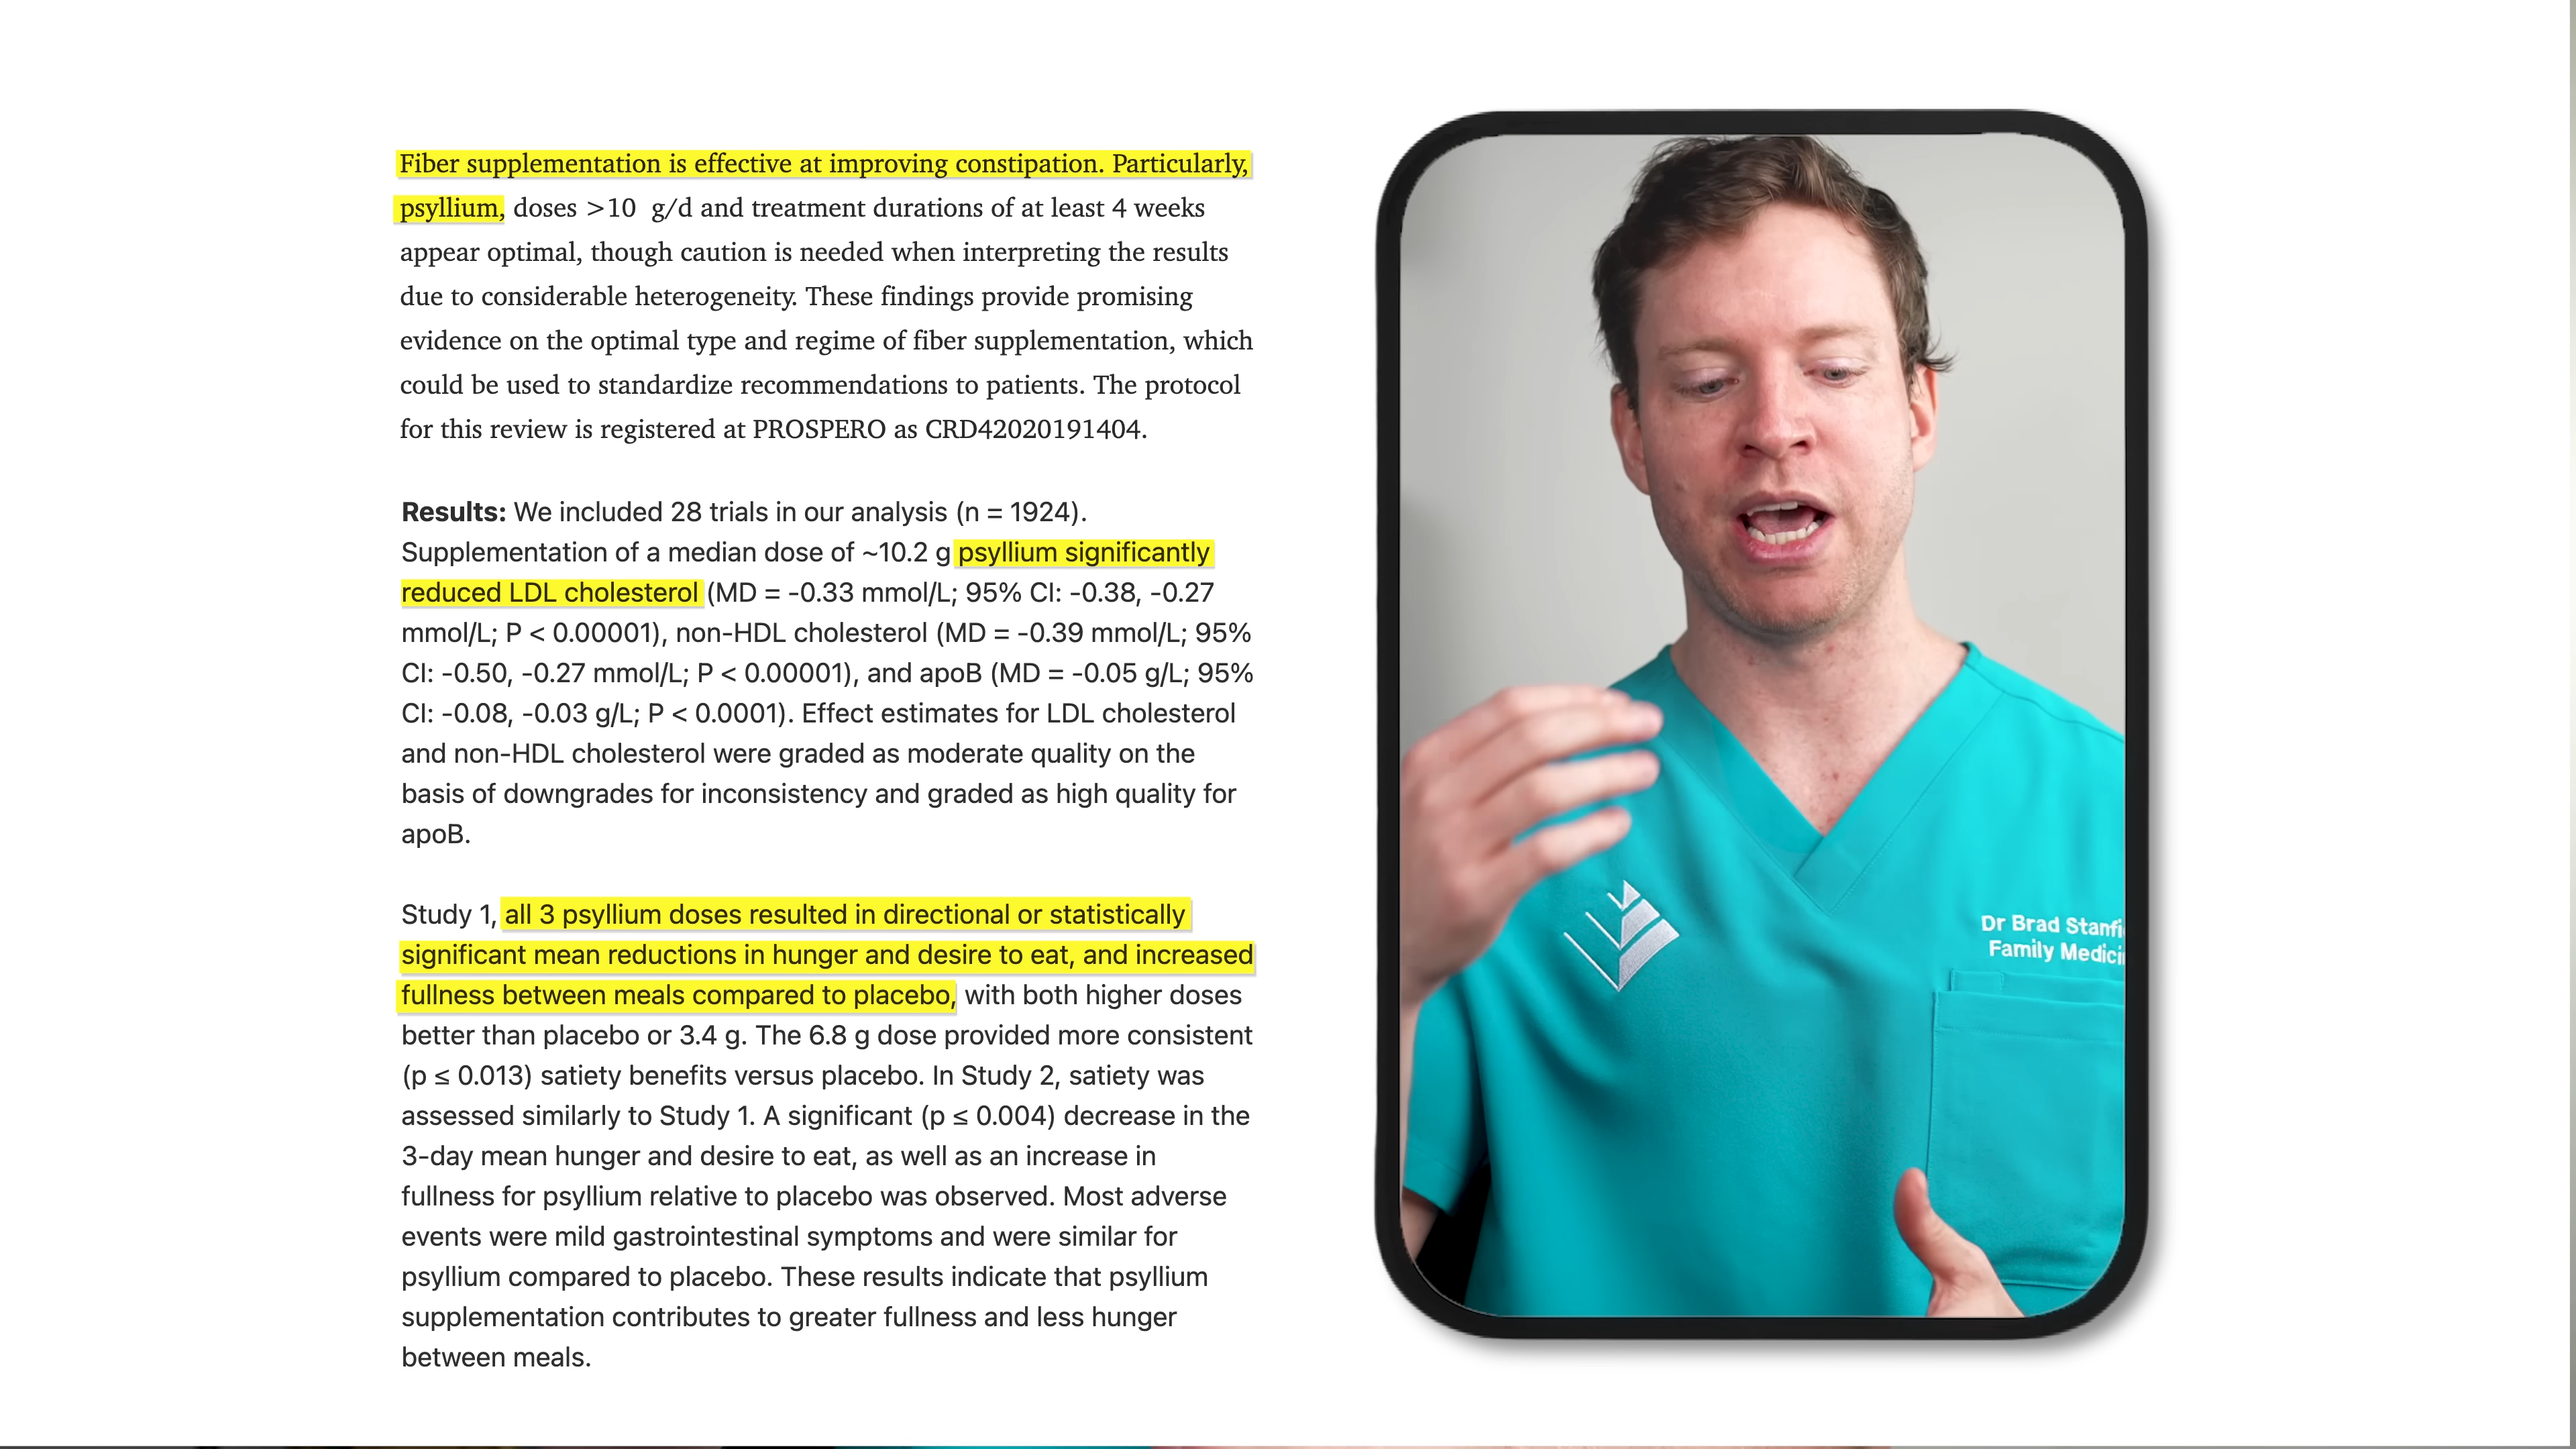 Fiber supplementation is effective at improving constipation. Particularly,
psyllium, doses >10 g/d and treatment durations of at least 4 weeks
appear optimal, though caution is needed when interpreting the results
due to considerable heterogeneity. These findings provide promising
evidence on the optimal type and regime of fiber supplementation, which
could be used to standardize recommendations to patients. The protocol
for this review is registered at PROSPERO as CRD42020191404.
Results: We included 28 trials in our analysis (n = 1924).
Supplementation of a median dose of ~10.2 g psyllium significantly
reduced LDL cholesterol (MD = -0.33 mmol/L; 95% CI: -0.38, -0.27
mmol/L; P < 0.00001), non-HDL cholesterol (MD = -0.39 mmol/L; 95%
CI: -0.50, -0.27 mmol/L; P < 0.00001), and apoB (MD = -0.05 g/L; 95%
CI: -0.08, -0.03 g/L; P < 0.0001). Effect estimates for LDL cholesterol
and non-HDL cholesterol were graded as moderate quality on the
basis of downgrades for inconsistency and graded as high quality for
apoB.
Study 1, all 3 psyllium doses resulted in directional or statistically
significant mean reductions in hunger and desire to eat, and increased
fullness between meals compared to placebo, with both higher doses
better than placebo or 3.4 g. The 6.8 g dose provided more consistent
(p ≤ 0.013) satiety benefits versus placebo. In Study 2, satiety was
assessed similarly to Study 1. A significant (p ≤ 0.004) decrease in the
3-day mean hunger and desire to eat, as well as an increase in
fullness for psyllium relative to placebo was observed. Most adverse
events were mild gastrointestinal symptoms and were similar for
psyllium compared to placebo. These results indicate that psyllium
supplementation contributes to greater fullness and less hunger
between meals.
Dr Brad Stanfi
Family Medici